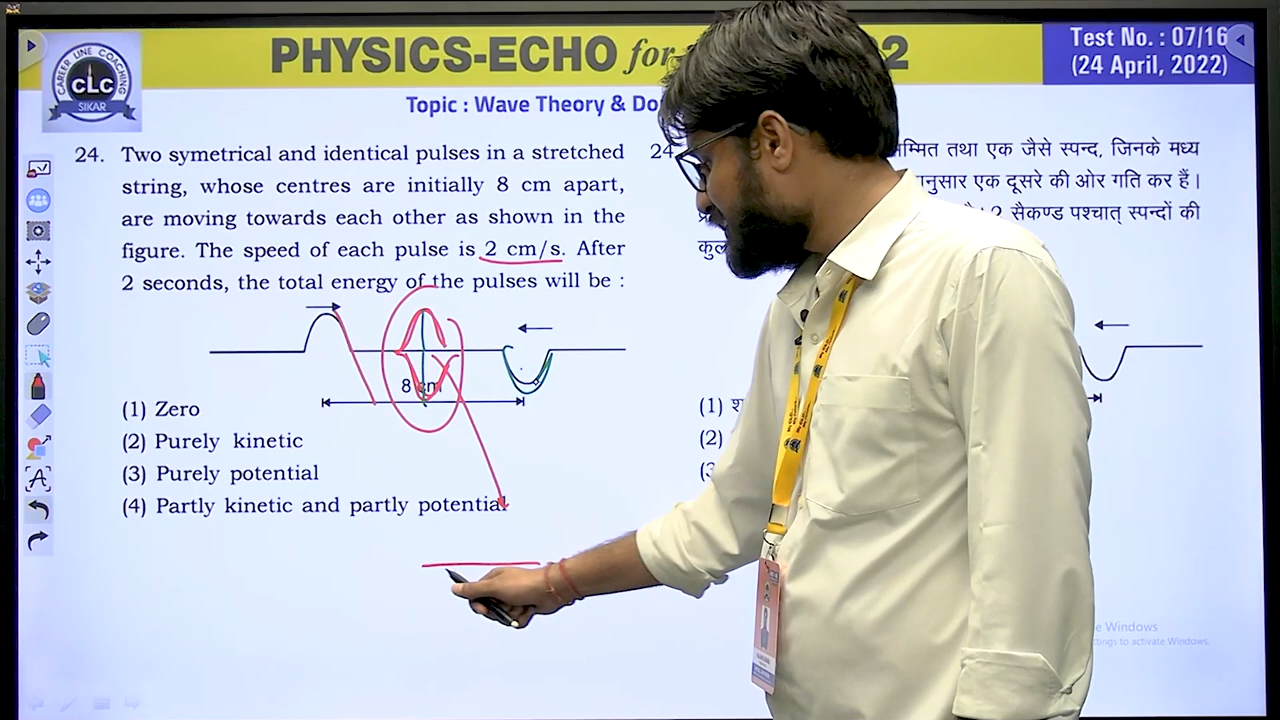 PHYSICS-ECHO for
Test No. : 07/16
(24 April, 2022)
CAREER LINE COACHING
CLC
SIKAR
Topic : Wave Theory &
24. Two symetrical and identical pulses in a stretched
string, whose centres are initially 8 cm apart,
are moving towards each other as shown in the
figure. The speed of each pulse is 2 cm/s. After
2 seconds, the total energy of the pulses will be :
8 cm
(1) Zero
(2) Purely kinetic
(3) Purely potential
(4) Partly kinetic and partly potential
24
तथा एक जैसे स्पन्द, जिनके मध्य
एक दूसरे की ओर गति कर हैं।
2 सैकण्ड पश्चात् स्पन्दों की
(1)
(2)
Windows
to activate Windows.